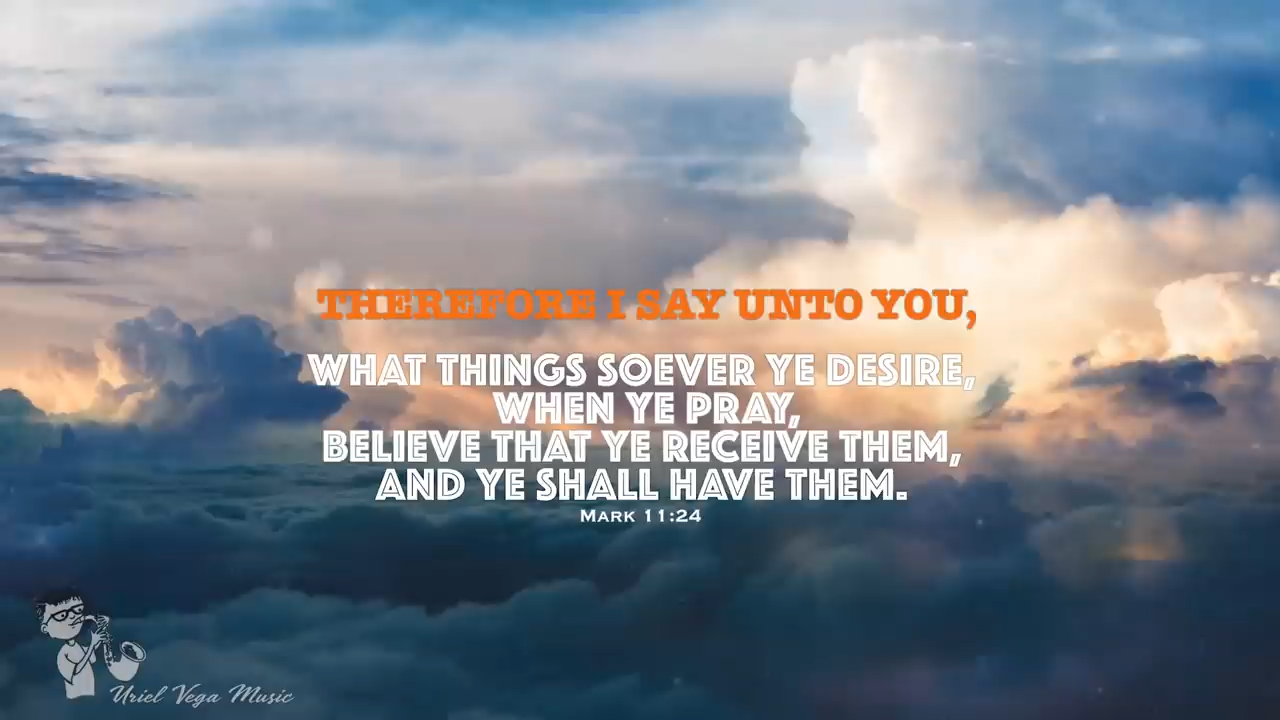 THEREFORE I SAY UNTO YOU,
WHAT THINGS SOEVER YE DESIRE,
WHEN YE PRAY,
BELIEVE THAT YE RECEIVE THEM,
AND YE SHALL HAVE THEM.
MARK 11:24
Uriel Vega Music